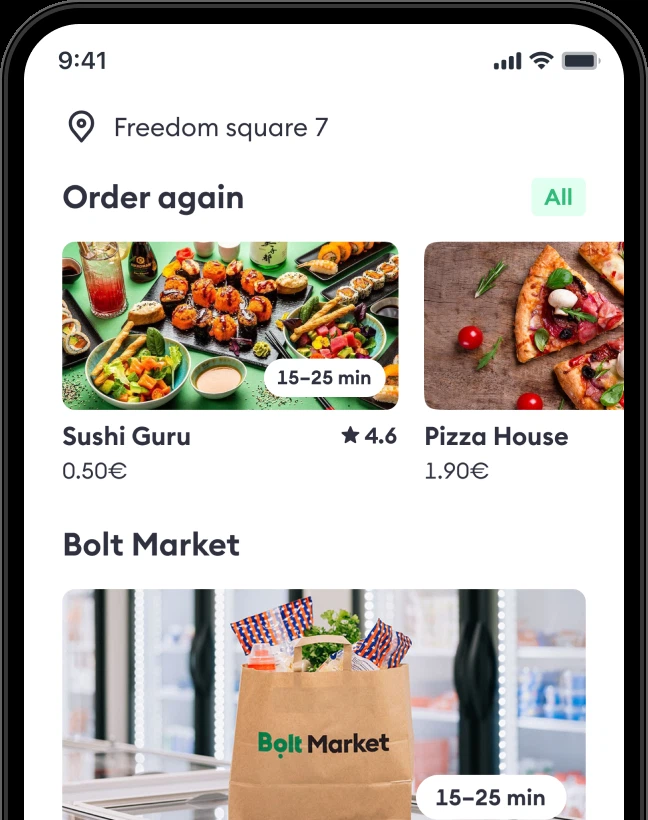 9:41
Freedom square 7
Order again
All
15–25 min
Sushi Guru
4.6
Pizza House
0.50€
1.90€
Bolt Market
Bolt Market
15–25 min